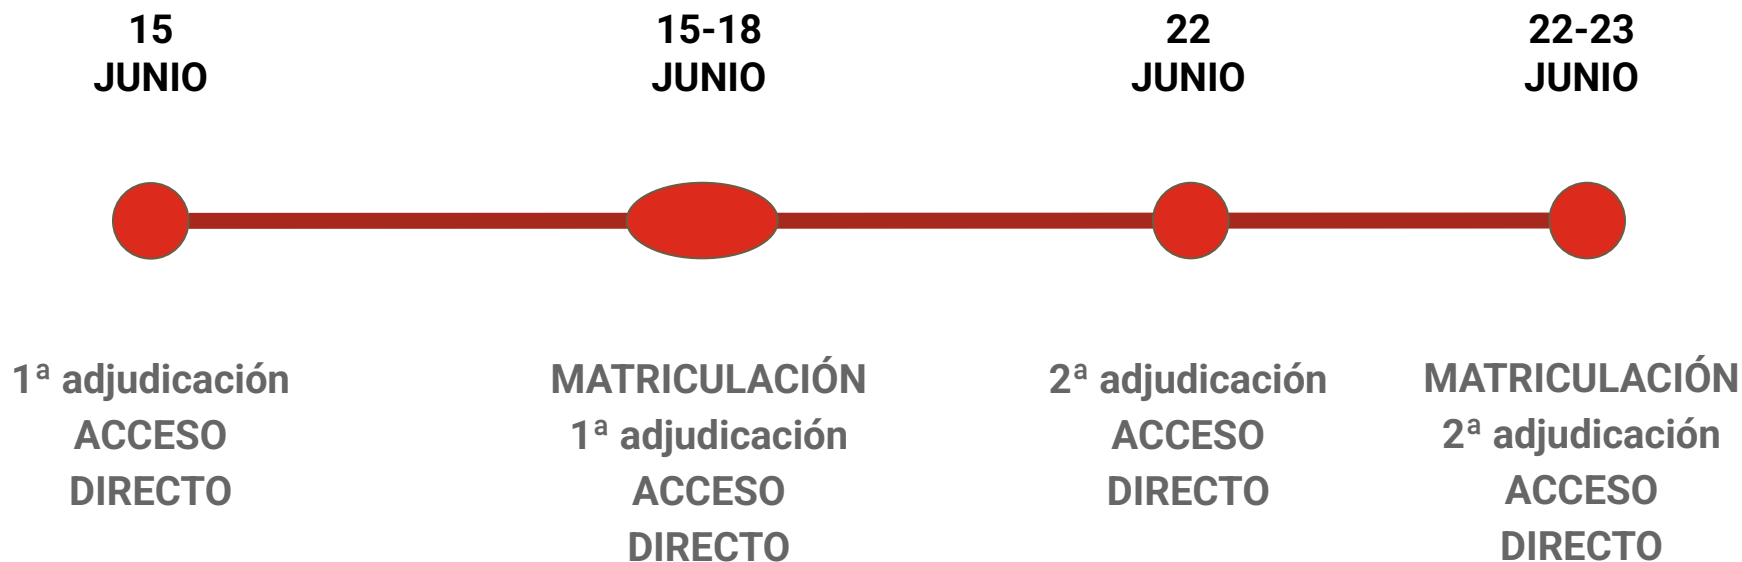 15
JUNIO
15-18
JUNIO
22
JUNIO
22-23
JUNIO
1ª adjudicación
ACCESO
DIRECTO
MATRICULACIÓN
1ª adjudicación
ACCESO
DIRECTO
2ª adjudicación
ACCESO
DIRECTO
MATRICULACIÓN
2ª adjudicación
ACCESO
DIRECTO